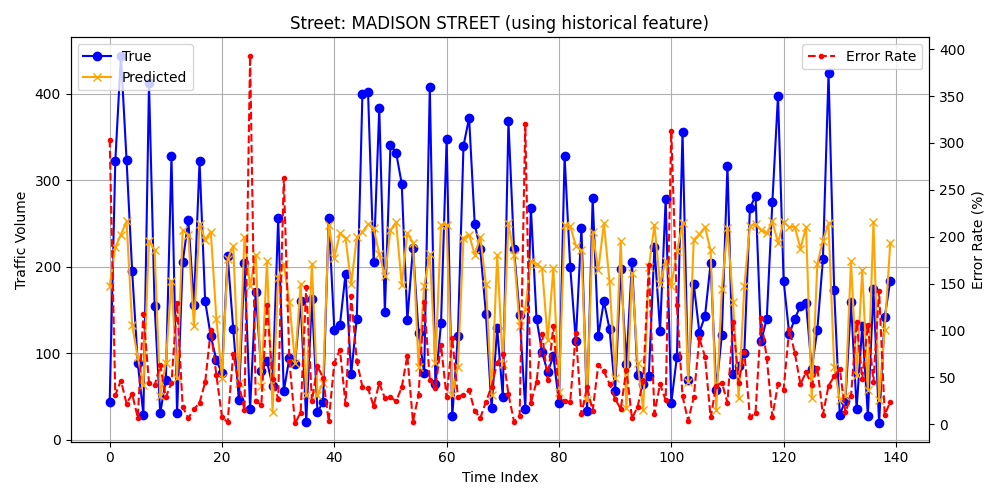 Street: MADISON STREET (using historical feature)
True
Predicted
Error Rate
Traffic Volume
400
300
200
100
0
400
350
300
250
200
150
100
50
0
Error Rate (%)
0 20 40 60 80 100 120 140
Time Index